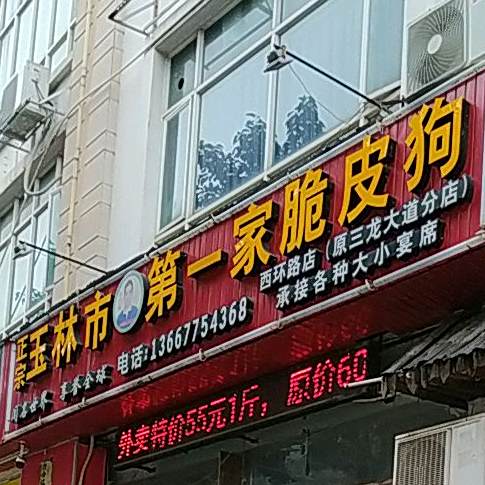 正宗玉林市第一家脆皮狗
西环路店（原三龙大道分店）
承接各种大小宴席
电话:13667754368
外卖特价55元1斤，原价60